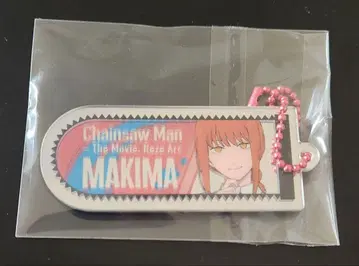 Chainsaw Man
- The Movie: Reze Arc
MAKIMA